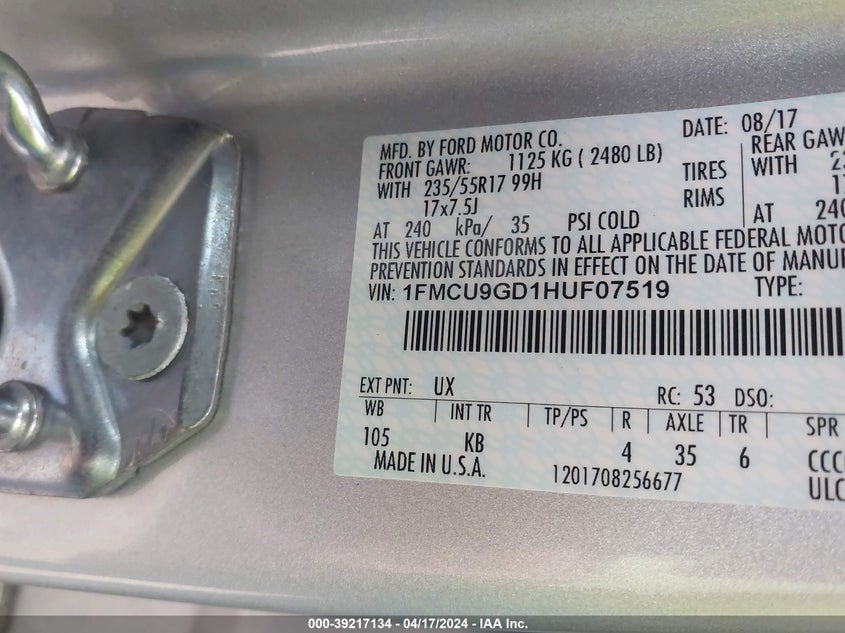 MFD. BY FORD MOTOR CO. DATE: 08/17
FRONT GAWR: 1125 KG ( 2480 LB) REAR GAW
WITH 235/55R17 99H TIRES WITH
17x7.5J RIMS
AT 240 kPa/ 35 PSI COLD AT 240
THIS VEHICLE CONFORMS TO ALL APPLICABLE FEDERAL MOTO
PREVENTION STANDARDS IN EFFECT ON THE DATE OF MANU
VIN: 1FMCU9GD1HUF07519 TYPE:
EXT PNT: UX RC: 53 DSO:
WB INT TR TP/PS R AXLE TR SPR
105 KB 4 35 6
MADE IN U.S.A. 1201708256677
000-39217134 - 04/17/2024 - IAA Inc.